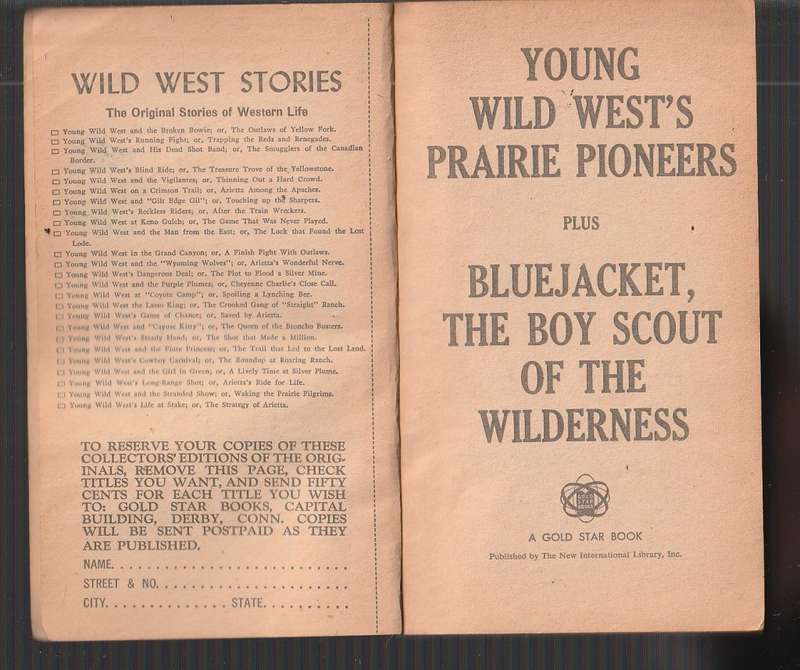 WILD WEST STORIES
The Original Stories of Western Life
Young Wild West and the Broken Bowie; or, The Outlaws of Yellow Fork.
Young Wild West's Running Fight; or, Trapping the Reds and Renegades.
Young Wild West and His Dead Shot Band; or, The Smugglers of the Canadian
Border.
Young Wild West's Blind Ride; or, The Treasure Trove of the Yellowstone.
Young Wild West and the Vigilantes; or, Thinning Out a Hard Crowd.
Young Wild West on a Crimson Trail; or, Arietta Among the Apaches.
Young Wild West and "Gilt Edge Gil"; or, Touching up the Sharpers.
Young Wild West's Reckless Riders; or, After the Train Wreckers.
Young Wild West at Keno Gulch; or, The Game That Was Never Played.
Young Wild West and the Man from the East; or, The Luck that Found the Lost
Lode.
Young Wild West in the Grand Canyon; or, A Finish Fight With Outlaws.
Young Wild West and the "Wyoming Wolves"; or, Arietta's Wonderful Nerve.
Young Wild West's Dangerous Deal; or, The Plot to Flood a Silver Mine.
Young Wild West and the Purple Plumes; or, Cheyenne Charlie's Close Call.
Young Wild West at "Coyote Camp"; or, Spoiling a Lynching Bee.
Young Wild West the Lasso King; or, The Crooked Gang of "Straight" Ranch.
Young Wild West's Game of Chance; or, Saved by Arietta.
Young Wild West and "Cayuse Kitty"; or, The Queen of the Broncho Busters.
Young Wild West's Steady Hand; or, The Shot that Made a Million.
Young Wild West and the Piute Princess; or, The Trail that Led to the Lost Land.
Young Wild West's Cowboy Carnival; or, The Roundup at Roaring Ranch.
Young Wild West and the Girl in Green; or, A Lively Time at Silver Plume.
Young Wild West's Long-Range Shot; or, Arietta's Ride for Life.
Young Wild West and the Stranded Show; or, Waking the Prairie Pilgrims.
Young Wild West's Life at Stake; or, The Strategy of Arietta.
TO RESERVE YOUR COPIES OF THESE
COLLECTORS' EDITIONS OF THE ORIG-
INALS, REMOVE THIS PAGE, CHECK
TITLES YOU WANT, AND SEND FIFTY
CENTS FOR EACH TITLE YOU WISH
TO: GOLD STAR BOOKS, CAPITAL
BUILDING, DERBY, CONN. COPIES
WILL BE SENT POSTPAID AS THEY
ARE PUBLISHED.
NAME. . . . . . . . . . . . . . . . . . . . . . . . . . .
STREET & NO. . . . . . . . . . . . . . . . . . . . . .
CITY. . . . . . . . . . . . . . STATE. . . . . . . . . .
YOUNG
WILD WEST'S
PRAIRIE PIONEERS
PLUS
BLUEJACKET,
THE BOY SCOUT
OF THE
WILDERNESS
GOLD
STAR
BOOKS
A GOLD STAR BOOK
Published by The New International Library, Inc.